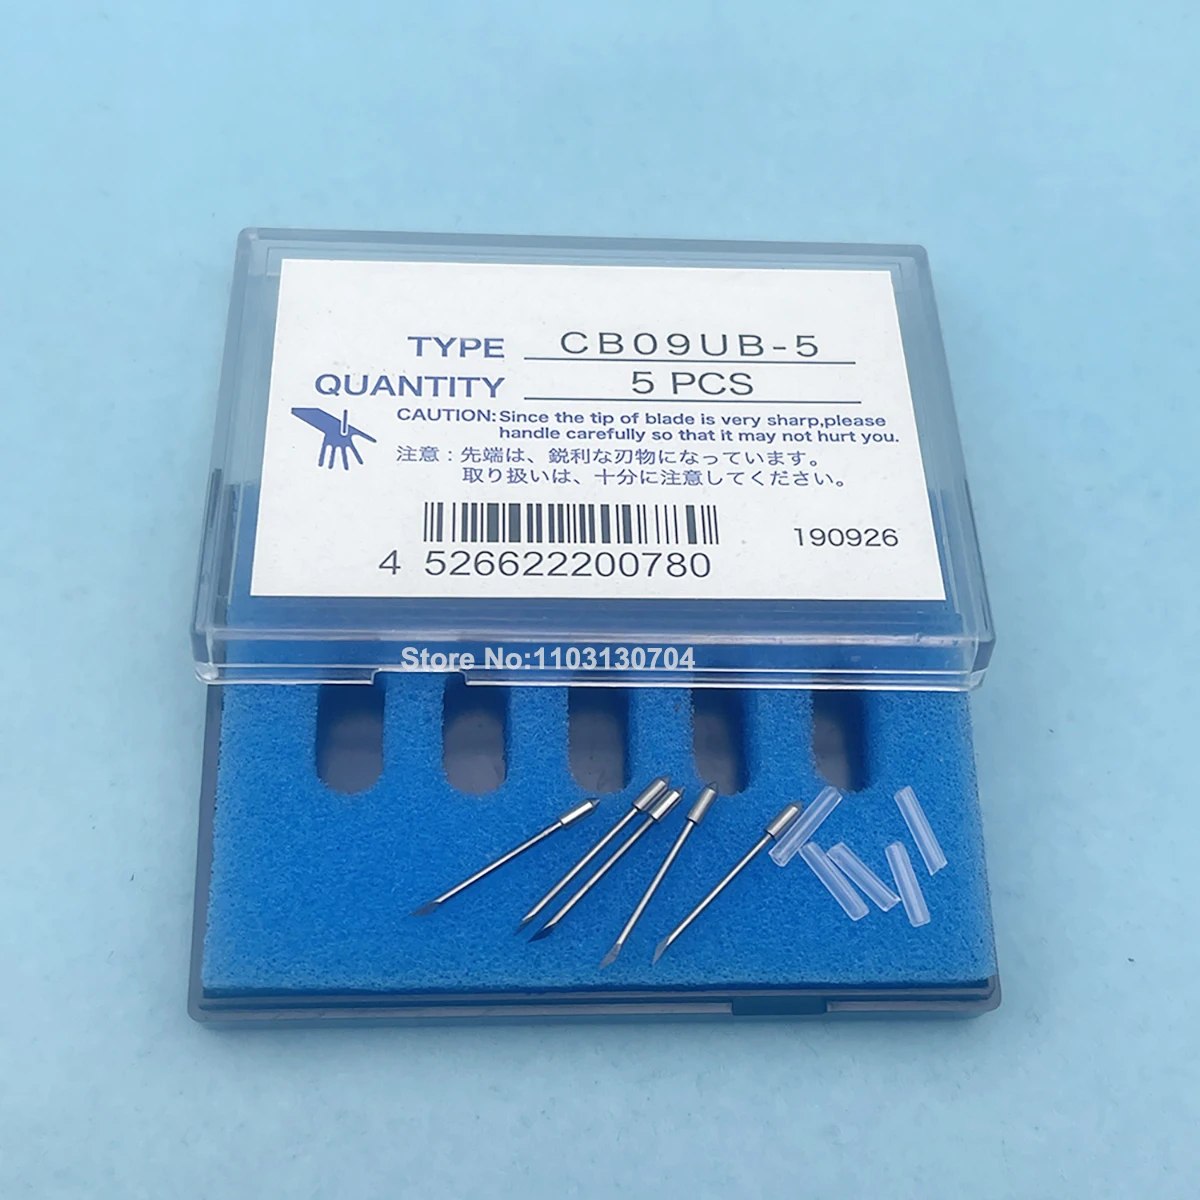 TYPE CB09UB-5
QUANTITY 5 PCS
CAUTION: Since the tip of blade is very sharp,please
handle carefully so that it may not hurt you.
注意：先端は、鋭利な刃物になっています。
取り扱いは、十分に注意してください。
190926
4 526622200780
Store No:1103130704